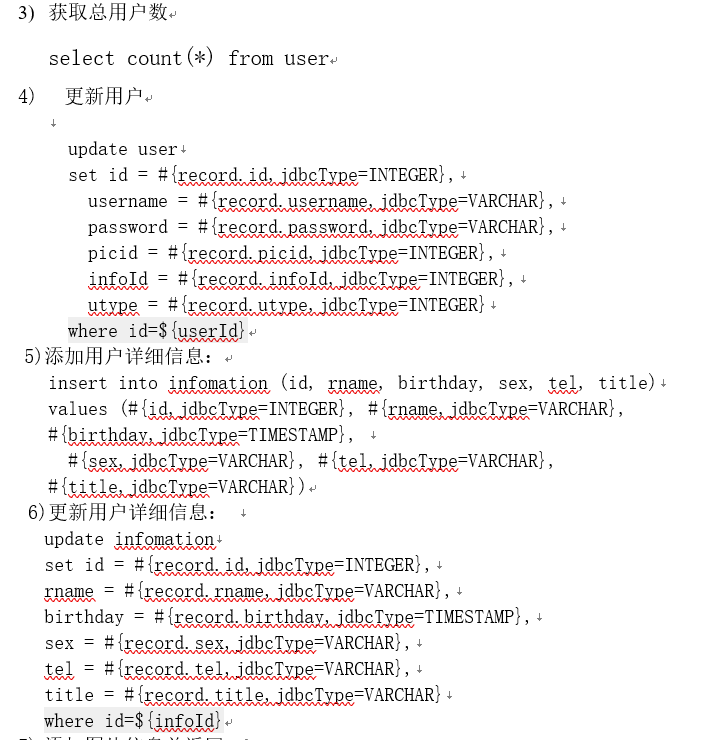 3) 获取总用户数
select count(*) from user
4) 更新用户
update user
set id = #{record.id,jdbcType=INTEGER},
username = #{record.username,jdbcType=VARCHAR},
password = #{record.password,jdbcType=VARCHAR},
picid = #{record.picid,jdbcType=INTEGER},
infoId = #{record.infoId,jdbcType=INTEGER},
utype = #{record.utype,jdbcType=INTEGER}
where id=${userId}
5)添加用户详细信息：
insert into infomation (id, rname, birthday, sex, tel, title)
values (#{id,jdbcType=INTEGER}, #{rname,jdbcType=VARCHAR},
#{birthday,jdbcType=TIMESTAMP},
#{sex,jdbcType=VARCHAR}, #{tel,jdbcType=VARCHAR},
#{title,jdbcType=VARCHAR})
6)更新用户详细信息：
update infomation
set id = #{record.id,jdbcType=INTEGER},
rname = #{record.rname,jdbcType=VARCHAR},
birthday = #{record.birthday,jdbcType=TIMESTAMP},
sex = #{record.sex,jdbcType=VARCHAR},
tel = #{record.tel,jdbcType=VARCHAR},
title = #{record.title,jdbcType=VARCHAR}
where id=${infoId}